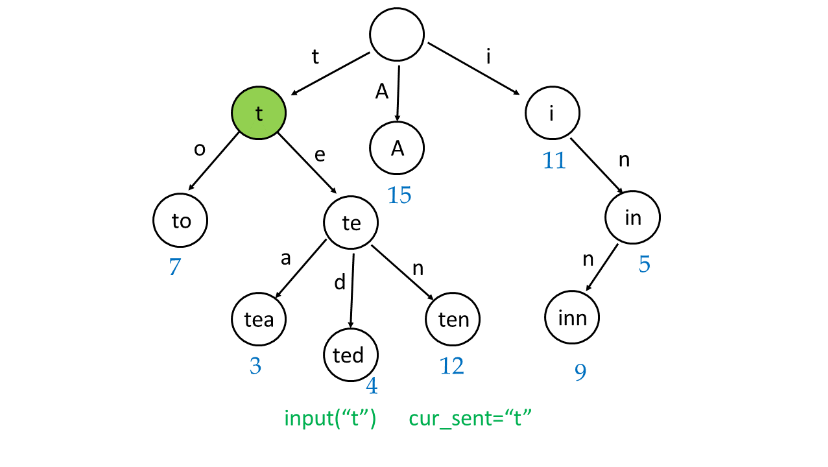 t
A
i
t
A
i
o
e
n
15
11
to
te
in
7
5
a
d
n
n
tea
ted
ten
inn
3
4
12
9
input(“t”) cur_sent=“t”